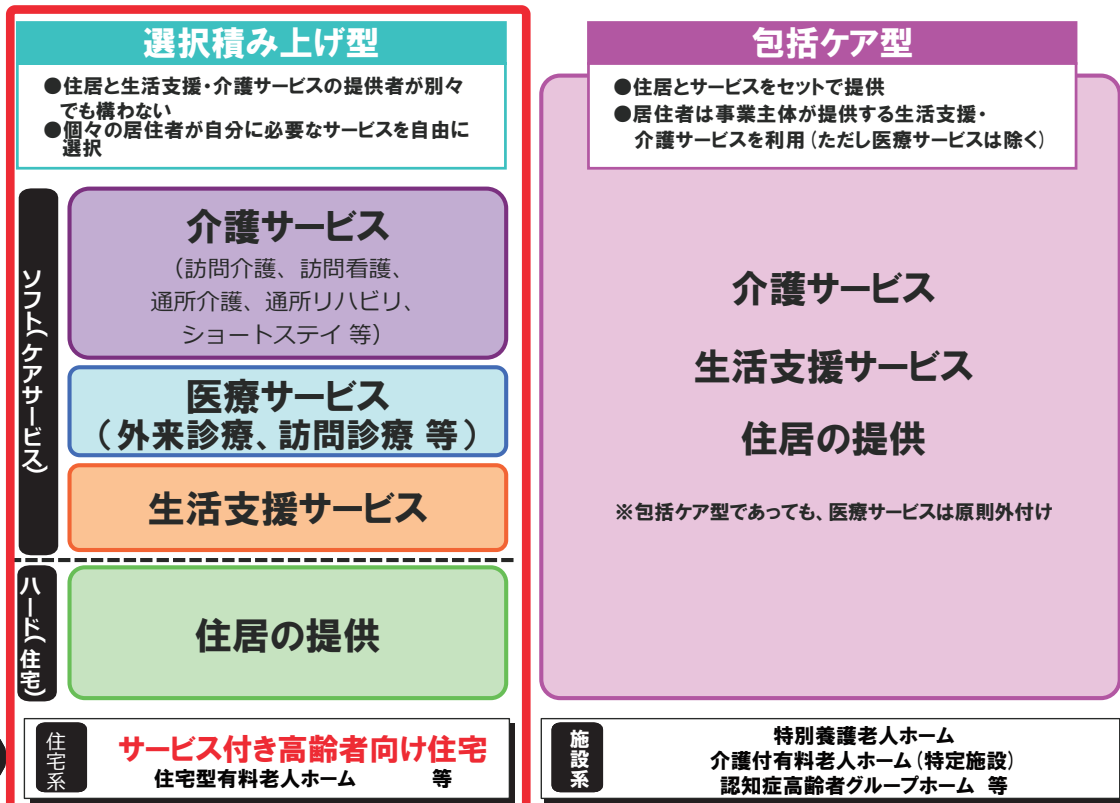 選択積み上げ型
●住居と生活支援・介護サービスの提供者が別々
でも構わない
●個々の居住者が自分に必要なサービスを自由に
選択
ソフト(ケアサービス)
介護サービス
（訪問介護、訪問看護、
通所介護、通所リハビリ、
ショートステイ 等）
医療サービス
（外来診療、訪問診療 等）
生活支援サービス
ハード(住宅)
住居の提供
住宅系
サービス付き高齢者向け住宅
住宅型有料老人ホーム 等
包括ケア型
●住居とサービスをセットで提供
●居住者は事業主体が提供する生活支援・
介護サービスを利用（ただし医療サービスは除く）
介護サービス
生活支援サービス
住居の提供
※包括ケア型であっても、医療サービスは原則外付け
施設系
特別養護老人ホーム
介護付有料老人ホーム（特定施設）
認知症高齢者グループホーム 等